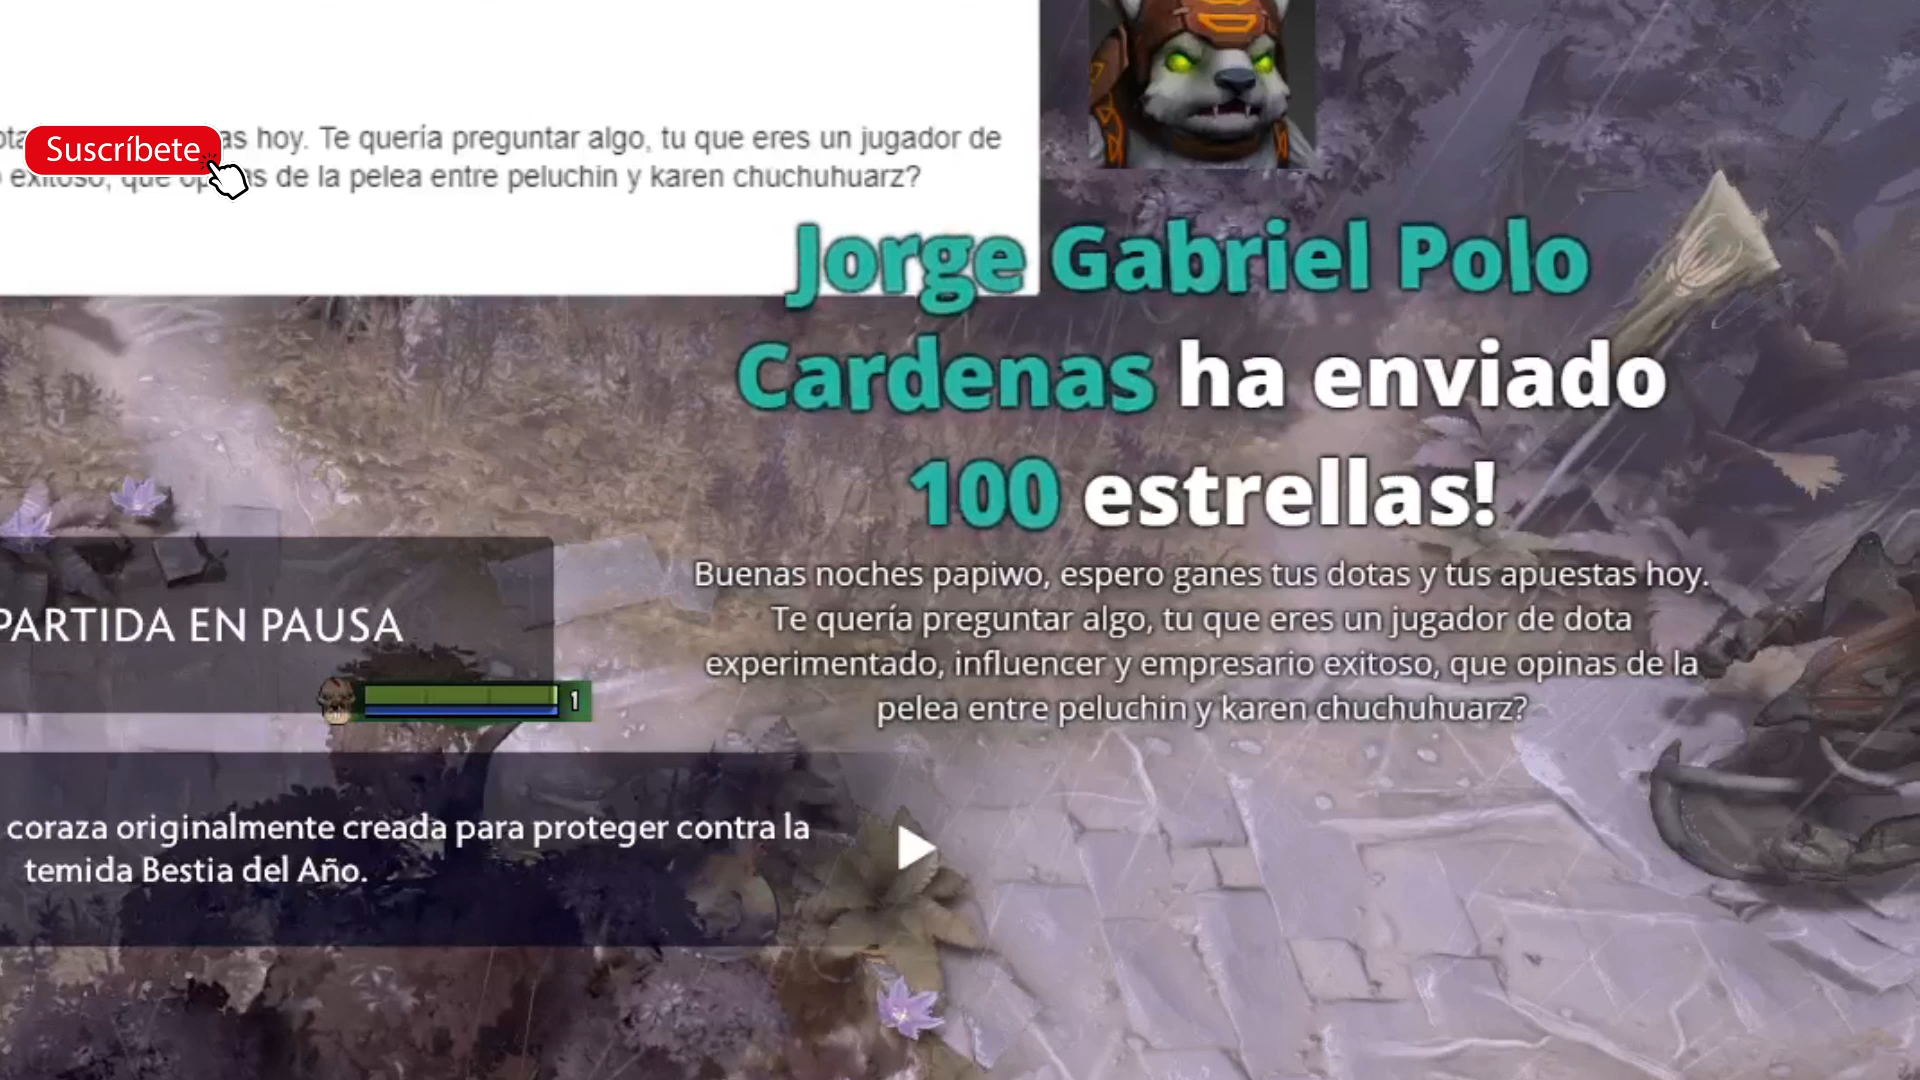 as hoy. Te quería preguntar algo, tu que eres un jugador de
Suscríbete
exitoso, que opinas de la pelea entre peluchin y karen chuchuhuarz?
Jorge Gabriel Polo
Cardenas ha enviado
100 estrellas!
Buenas noches papiwo, espero ganes tus dotas y tus apuestas hoy.
Te quería preguntar algo, tu que eres un jugador de dota
experimentado, influencer y empresario exitoso, que opinas de la
pelea entre peluchin y karen chuchuhuarz?
PARTIDA EN PAUSA
1
coraza originalmente creada para proteger contra la
temida Bestia del Año.